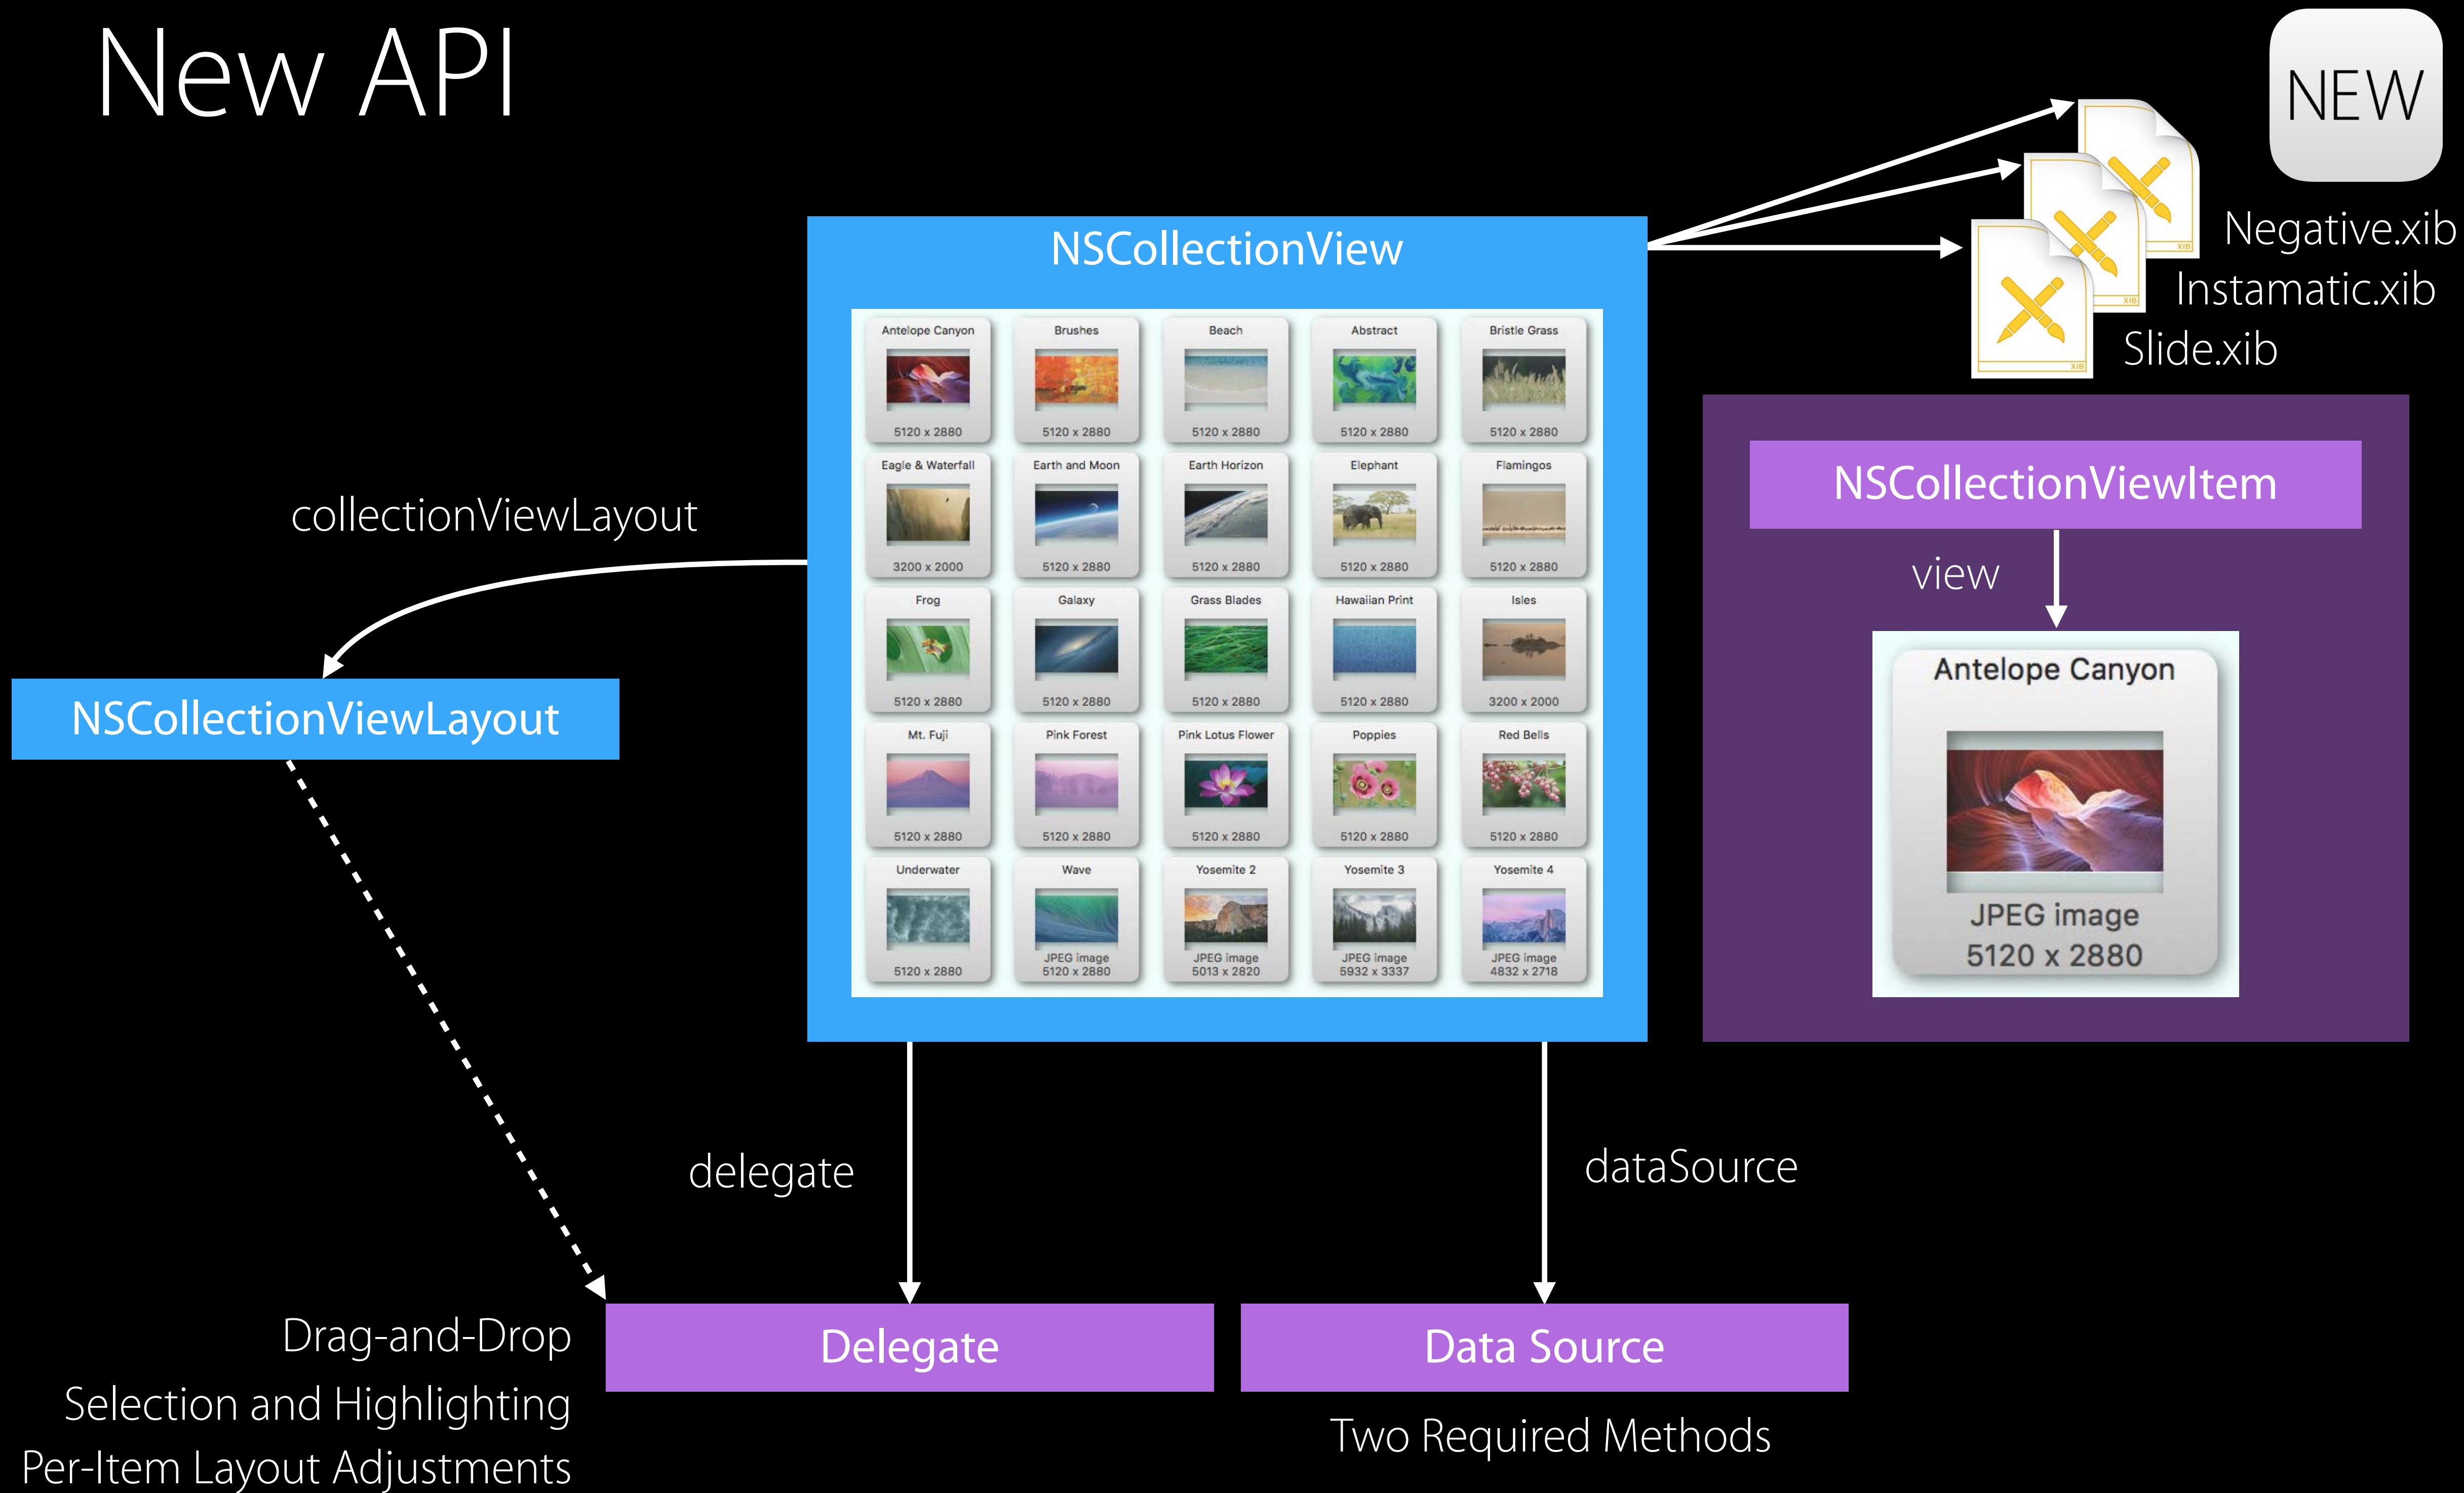 New API
NEW
Negative.xib
Instamatic.xib
Slide.xib
XIB
XIB
XIB
NSCollectionView
Antelope Canyon
5120 x 2880
Brushes
5120 x 2880
Beach
5120 x 2880
Abstract
5120 x 2880
Bristle Grass
5120 x 2880
Eagle & Waterfall
3200 x 2000
Earth and Moon
5120 x 2880
Earth Horizon
5120 x 2880
Elephant
5120 x 2880
Flamingos
5120 x 2880
Frog
5120 x 2880
Galaxy
5120 x 2880
Grass Blades
5120 x 2880
Hawaiian Print
5120 x 2880
Isles
3200 x 2000
Mt. Fuji
5120 x 2880
Pink Forest
5120 x 2880
Pink Lotus Flower
5120 x 2880
Poppies
5120 x 2880
Red Bells
5120 x 2880
Underwater
5120 x 2880
Wave
JPEG image
5120 x 2880
Yosemite 2
JPEG image
5013 x 2820
Yosemite 3
JPEG image
5932 x 3337
Yosemite 4
JPEG image
4832 x 2718
NSCollectionViewItem
view
Antelope Canyon
JPEG image
5120 x 2880
collectionViewLayout
NSCollectionViewLayout
delegate
dataSource
Drag-and-Drop
Selection and Highlighting
Per-Item Layout Adjustments
Delegate
Data Source
Two Required Methods